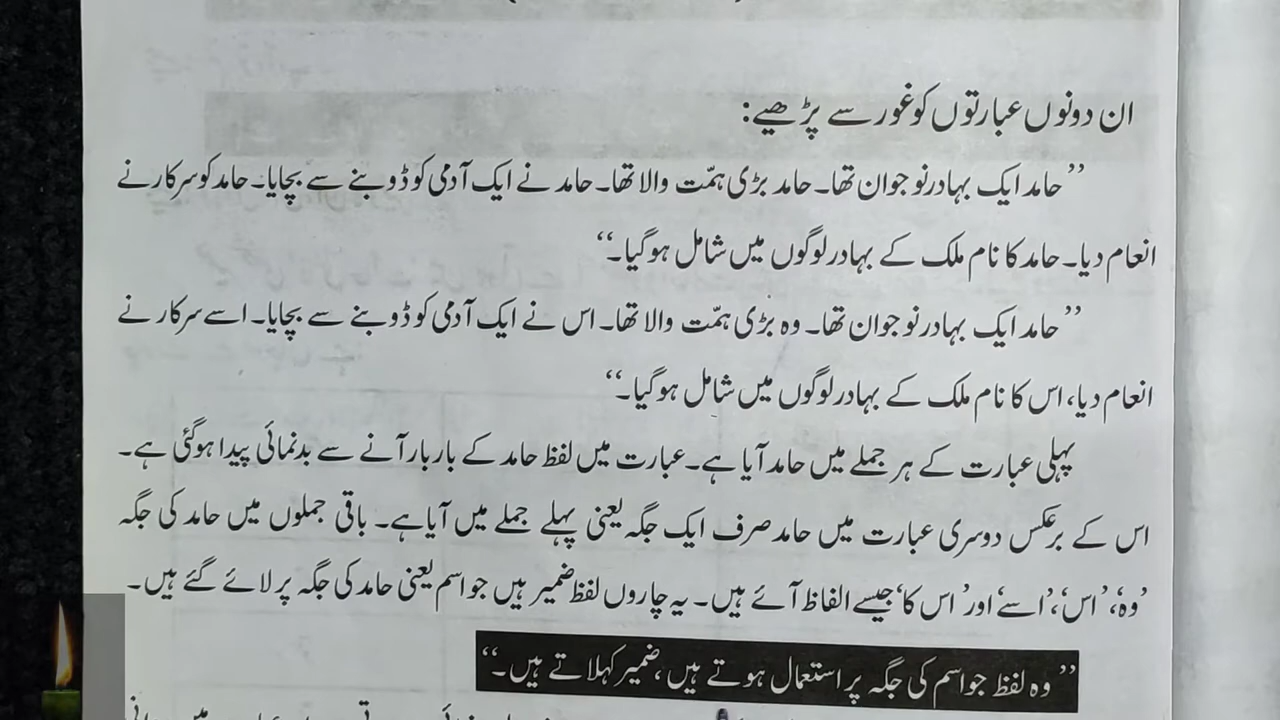 ان دونوں عبارتوں کو غور سے پڑھیے:
’’حامد ایک بہادر نوجوان تھا۔ حامد بڑی ہمّت والا تھا۔ حامد نے ایک آدمی کو ڈوبنے سے بچایا۔ حامد کو سرکار نے
انعام دیا۔ حامد کا نام ملک کے بہادر لوگوں میں شامل ہوگیا۔‘‘
’’حامد ایک بہادر نوجوان تھا۔ وہ بڑی ہمّت والا تھا۔ اس نے ایک آدمی کو ڈوبنے سے بچایا۔ اسے سرکار نے
انعام دیا، اس کا نام ملک کے بہادر لوگوں میں شامل ہوگیا۔‘‘
پہلی عبارت کے ہر جملے میں حامد آیا ہے۔ عبارت میں لفظ حامد کے بار بار آنے سے بدنمائی پیدا ہوگئی ہے۔
اس کے برعکس دوسری عبارت میں حامد صرف ایک جگہ یعنی پہلے جملے میں آیا ہے۔ باقی جملوں میں حامد کی جگہ
’وہ‘، ’اس‘، ’اسے‘ اور ’اس کا‘ جیسے الفاظ آئے ہیں۔ یہ چاروں لفظ ضمیر ہیں جو اسم یعنی حامد کی جگہ پر لائے گئے ہیں۔
’’وہ لفظ جو اسم کی جگہ پر استعمال ہوتے ہیں، ضمیر کہلاتے ہیں۔‘‘